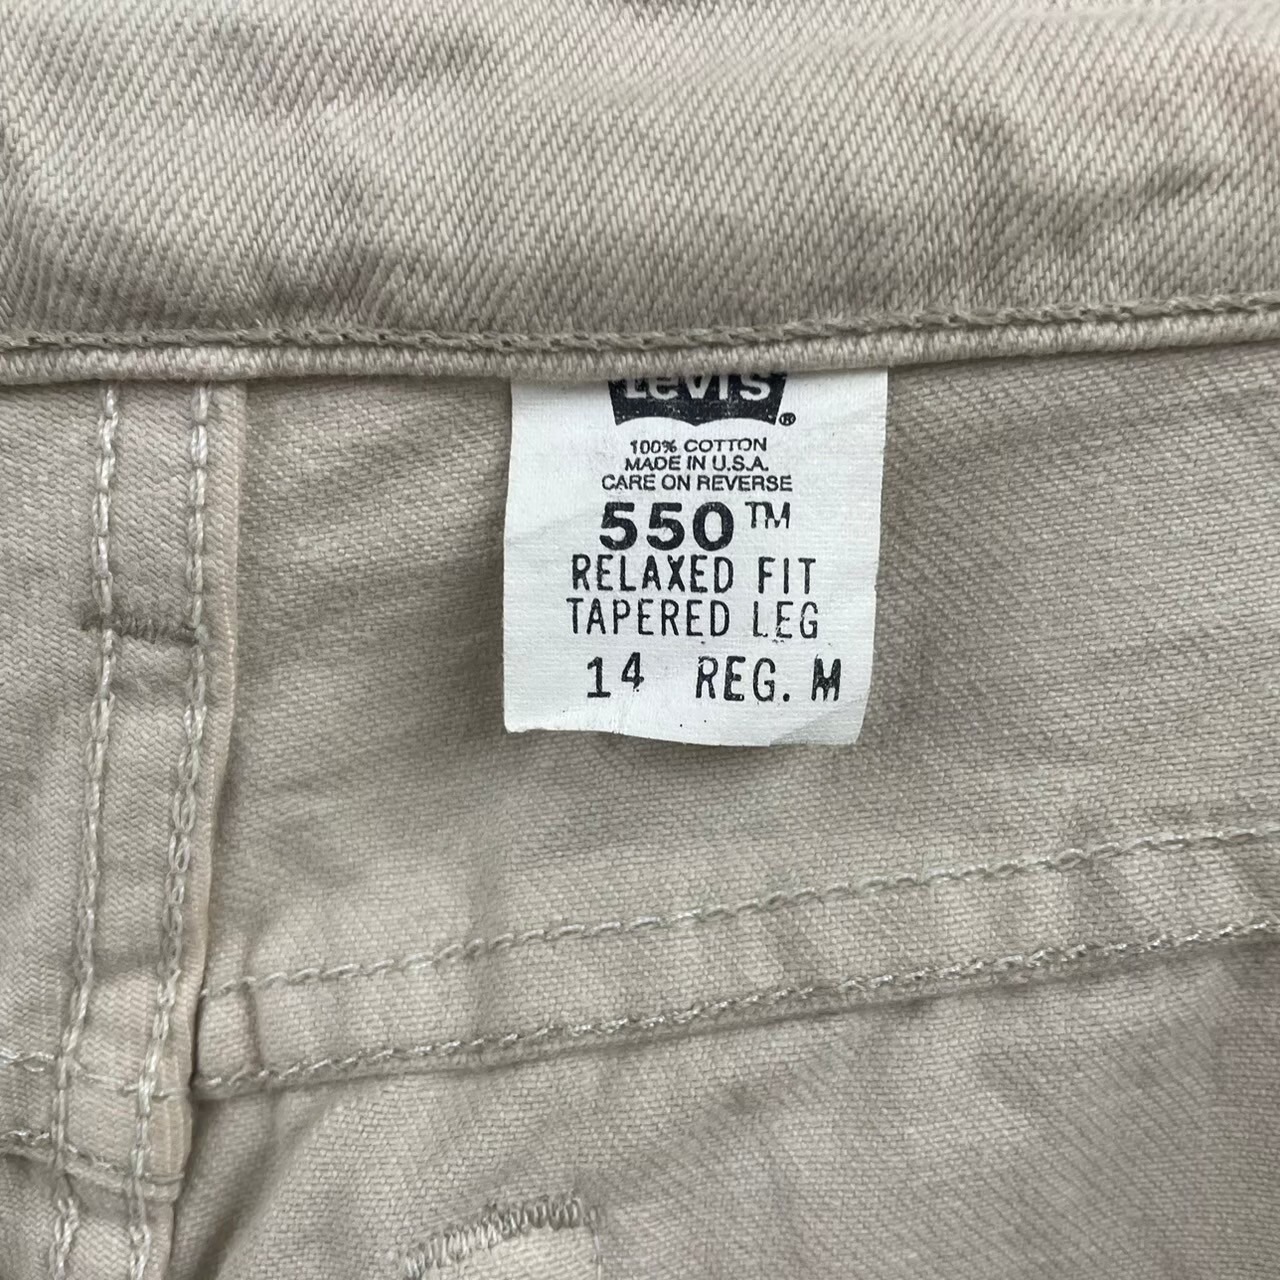 Levi's
®
100% COTTON
MADE IN U.S.A.
CARE ON REVERSE
550™
RELAXED FIT
TAPERED LEG
14 REG. M